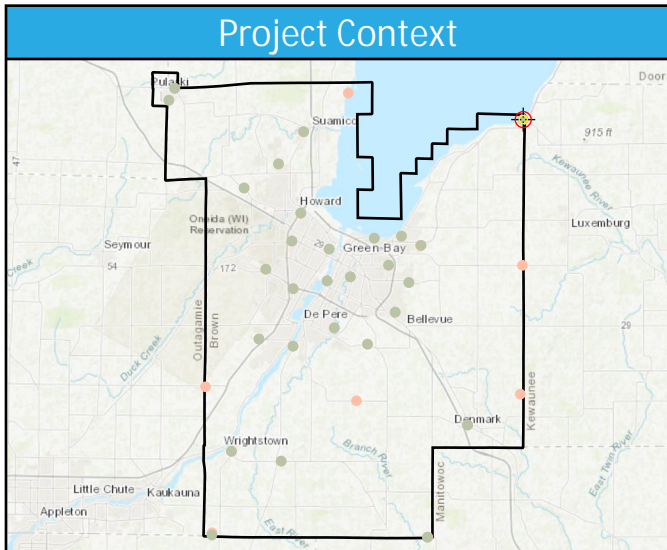 Project Context
Pulaski
Door
Suamico
915 ft
47
Kewaunee River
Howard
Oneida (WI)
Reservation
Luxemburg
Seymour
29
Green Bay
Creek
54
172
De Pere
Bellevue
29
Outagamie
Brown
Duck Creek
Kewaunee
Denmark
Wrightstown
Branch River
East Twin River
Little Chute
Kaukauna
Manitowoc
Appleton
East River